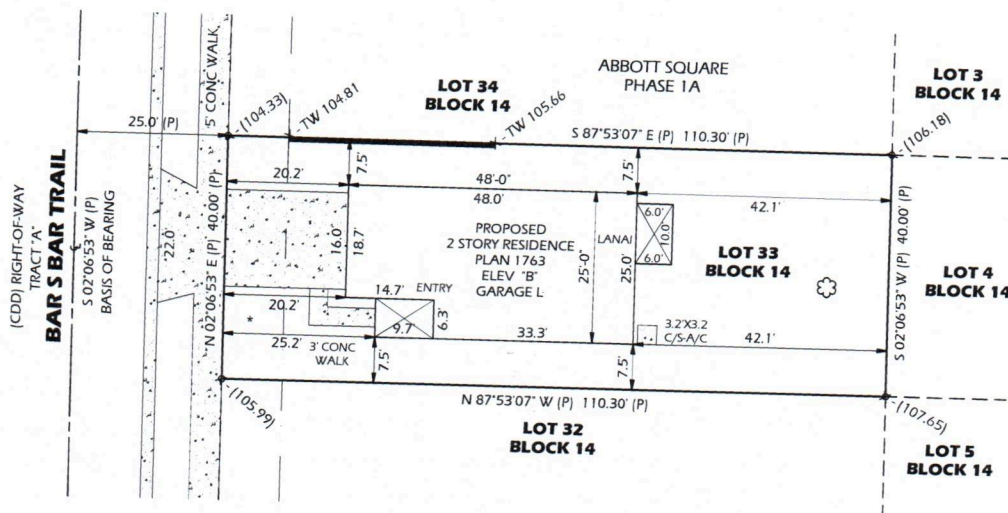 (CDD) RIGHT-OF-WAY
TRACT "A"
BAR S BAR TRAIL
S 02°06'53" W (P)
BASIS OF BEARING
25.0' (P)
22.0'
5' CONC WALK
(104.33)
TW 104.81
LOT 34
BLOCK 14
TW 105.66
ABBOTT SQUARE
PHASE 1A
S 87°53'07" E (P) 110.30' (P)
(106.18)
LOT 3
BLOCK 14
N 02°06'53" E (P) 40.00' (P)
7.5'
7.5'
20.2'
48'-0"
48.0'
42.1'
16.0'
18.7'
PROPOSED
2 STORY RESIDENCE
PLAN 1763
ELEV "B"
GARAGE L
25'-0"
25.0'
LANAI
6.0'
10.0'
6.0'
LOT 33
BLOCK 14
S 02°06'53" W (P) 40.00' (P)
LOT 4
BLOCK 14
14.7'
ENTRY
20.2'
*
9.7'
6.3'
25.2'
3' CONC
WALK
33.3'
3.2'X3.2
C/S-A/C
42.1'
7.5'
7.5'
(105.99)
N 87°53'07" W (P) 110.30' (P)
(107.65)
LOT 32
BLOCK 14
LOT 5
BLOCK 14